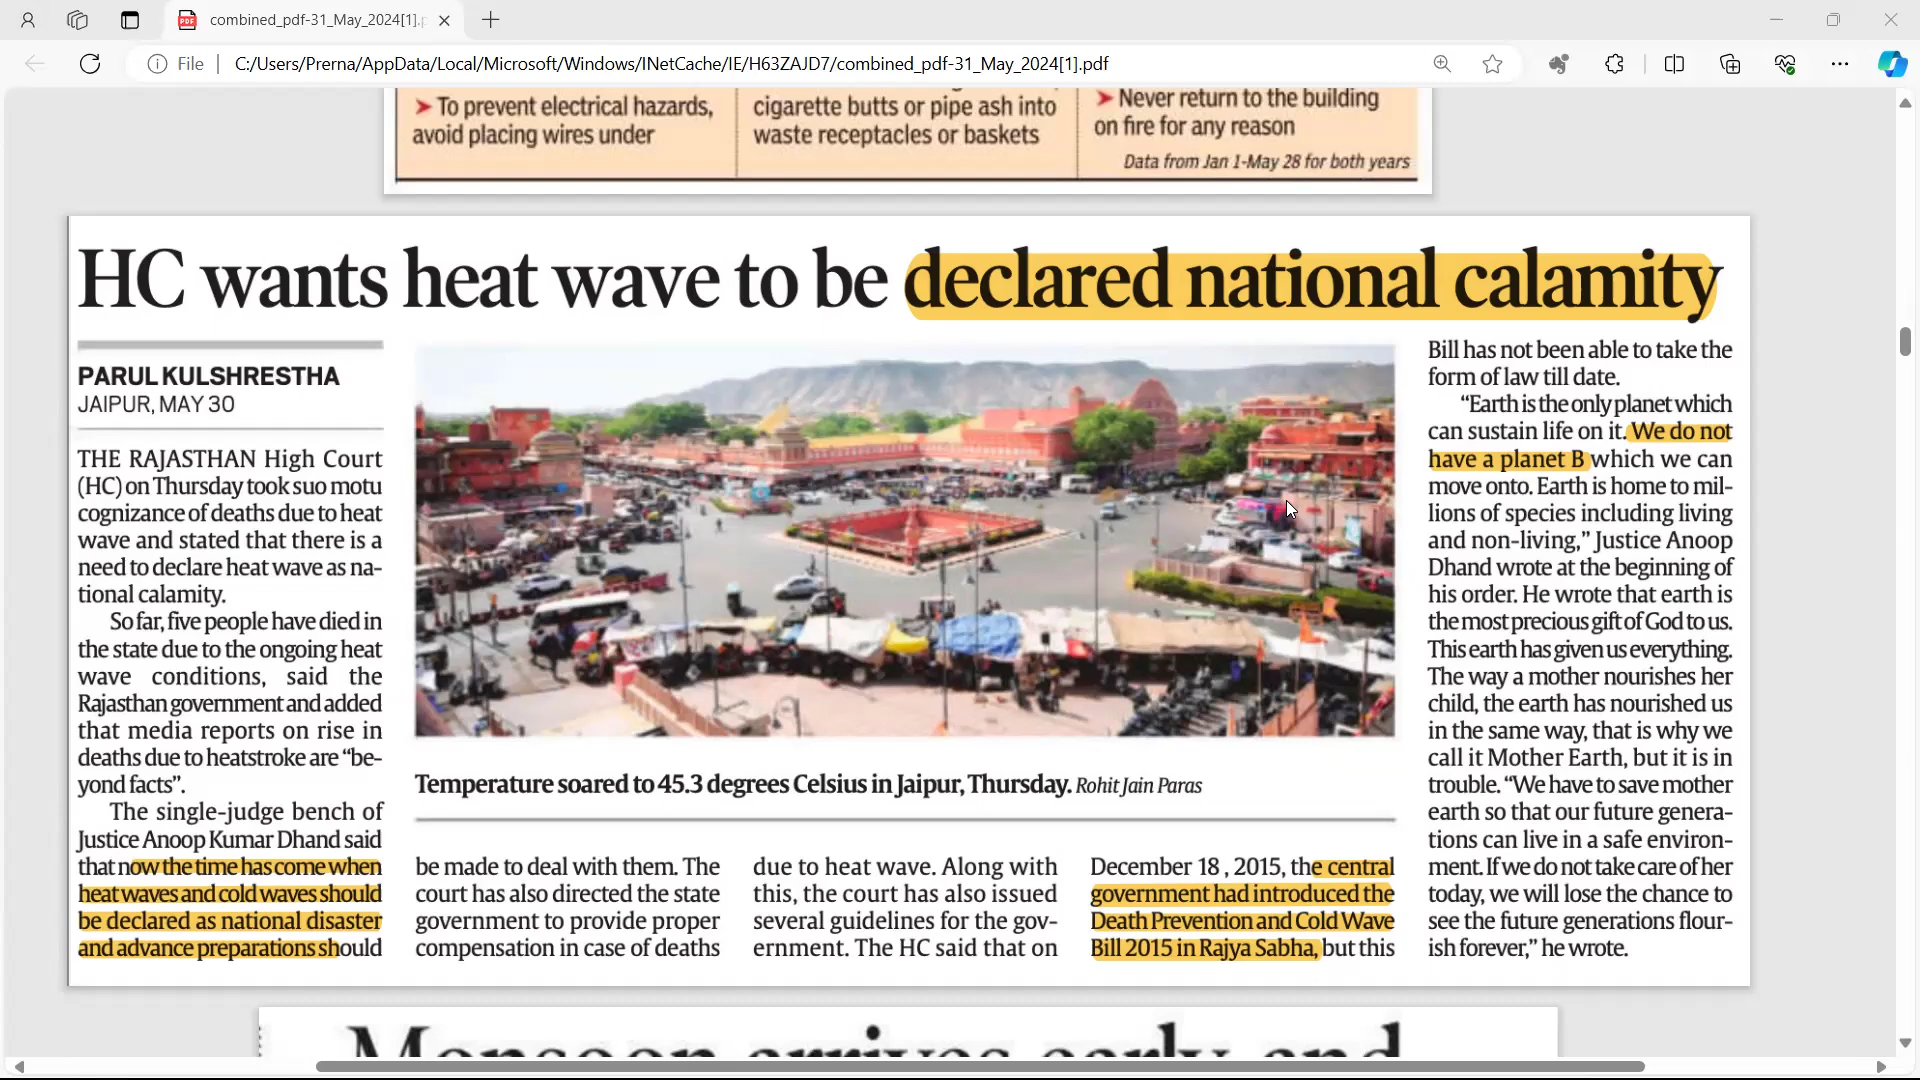 combined_pdf-31_May_2024[1].p
File
C:/Users/Prerna/AppData/Local/Microsoft/Windows/INetCache/IE/H63ZAJD7/combined_pdf-31_May_2024[1].pdf
➤ To prevent electrical hazards,
avoid placing wires under
cigarette butts or pipe ash into
waste receptacles or baskets
➤ Never return to the building
on fire for any reason
Data from Jan 1-May 28 for both years
HC wants heat wave to be declared national calamity
PARUL KULSHRESTHA
JAIPUR, MAY 30
THE RAJASTHAN High Court
(HC) on Thursday took suo motu
cognizance of deaths due to heat
wave and stated that there is a
need to declare heat wave as na-
tional calamity.
So far, five people have died in
the state due to the ongoing heat
wave conditions, said the
Rajasthan government and added
that media reports on rise in
deaths due to heatstroke are “be-
yond facts”.
The single-judge bench of
Justice Anoop Kumar Dhand said
that now the time has come when
heat waves and cold waves should
be declared as national disaster
and advance preparations should
Temperature soared to 45.3 degrees Celsius in Jaipur, Thursday. Rohit Jain Paras
be made to deal with them. The
court has also directed the state
government to provide proper
compensation in case of deaths
due to heat wave. Along with
this, the court has also issued
several guidelines for the gov-
ernment. The HC said that on
December 18, 2015, the central
government had introduced the
Death Prevention and Cold Wave
Bill 2015 in Rajya Sabha, but this
Bill has not been able to take the
form of law till date.
“Earth is the only planet which
can sustain life on it. We do not
have a planet B which we can
move onto. Earth is home to mil-
lions of species including living
and non-living,” Justice Anoop
Dhand wrote at the beginning of
his order. He wrote that earth is
the most precious gift of God to us.
This earth has given us everything.
The way a mother nourishes her
child, the earth has nourished us
in the same way, that is why we
call it Mother Earth, but it is in
trouble. “We have to save mother
earth so that our future genera-
tions can live in a safe environ-
ment. If we do not take care of her
today, we will lose the chance to
see the future generations flour-
ish forever,” he wrote.
Monsoon arrives early and